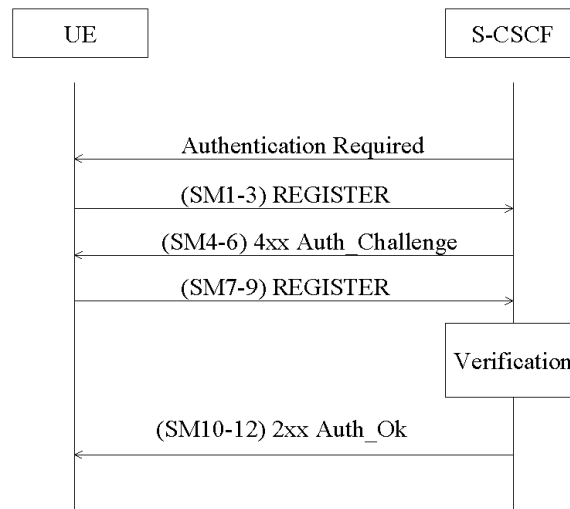 UE
S-CSCF
Authentication Required
(SM1-3) REGISTER
(SM4-6) 4xx Auth_Challenge
(SM7-9) REGISTER
Verification
(SM10-12) 2xx Auth_Ok